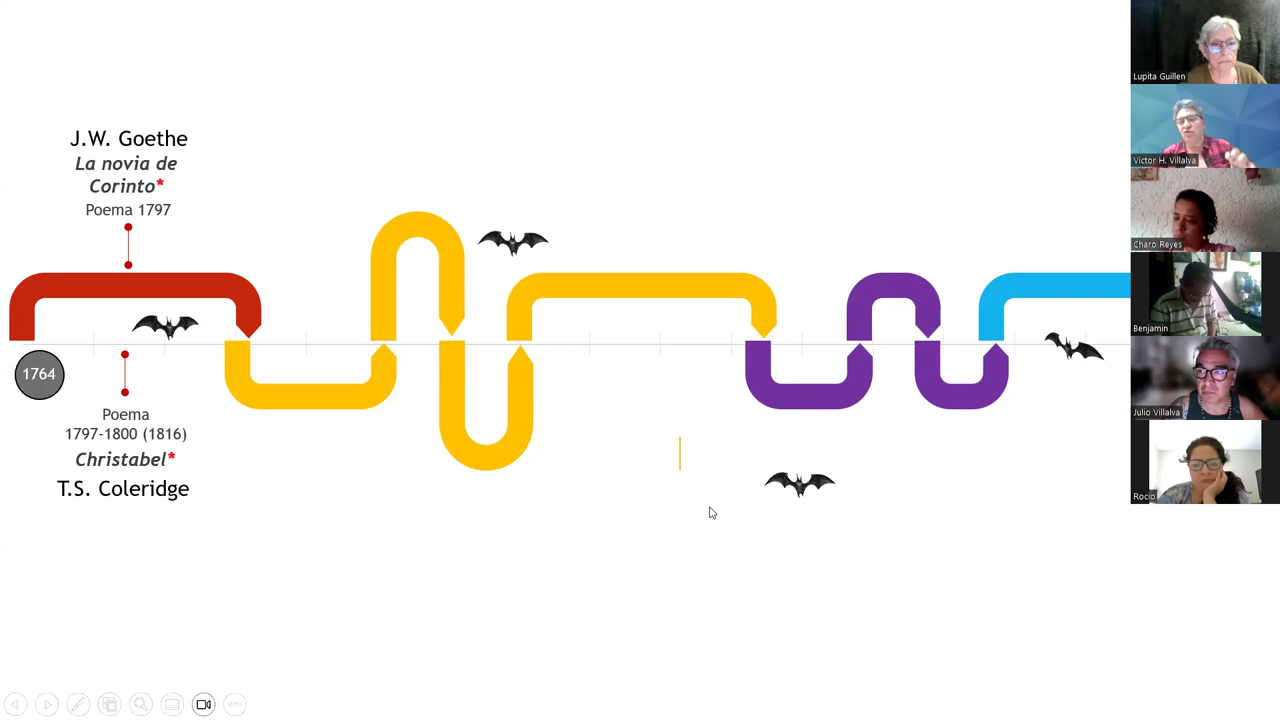 J.W. Goethe
La novia de
Corinto*
Poema 1797
1764
Poema
1797-1800 (1816)
Christabel*
T.S. Coleridge
Lupita Guillen
Victor H. Villalva
Charo Reyes
Benjamin
Julio Villalva
Rocio